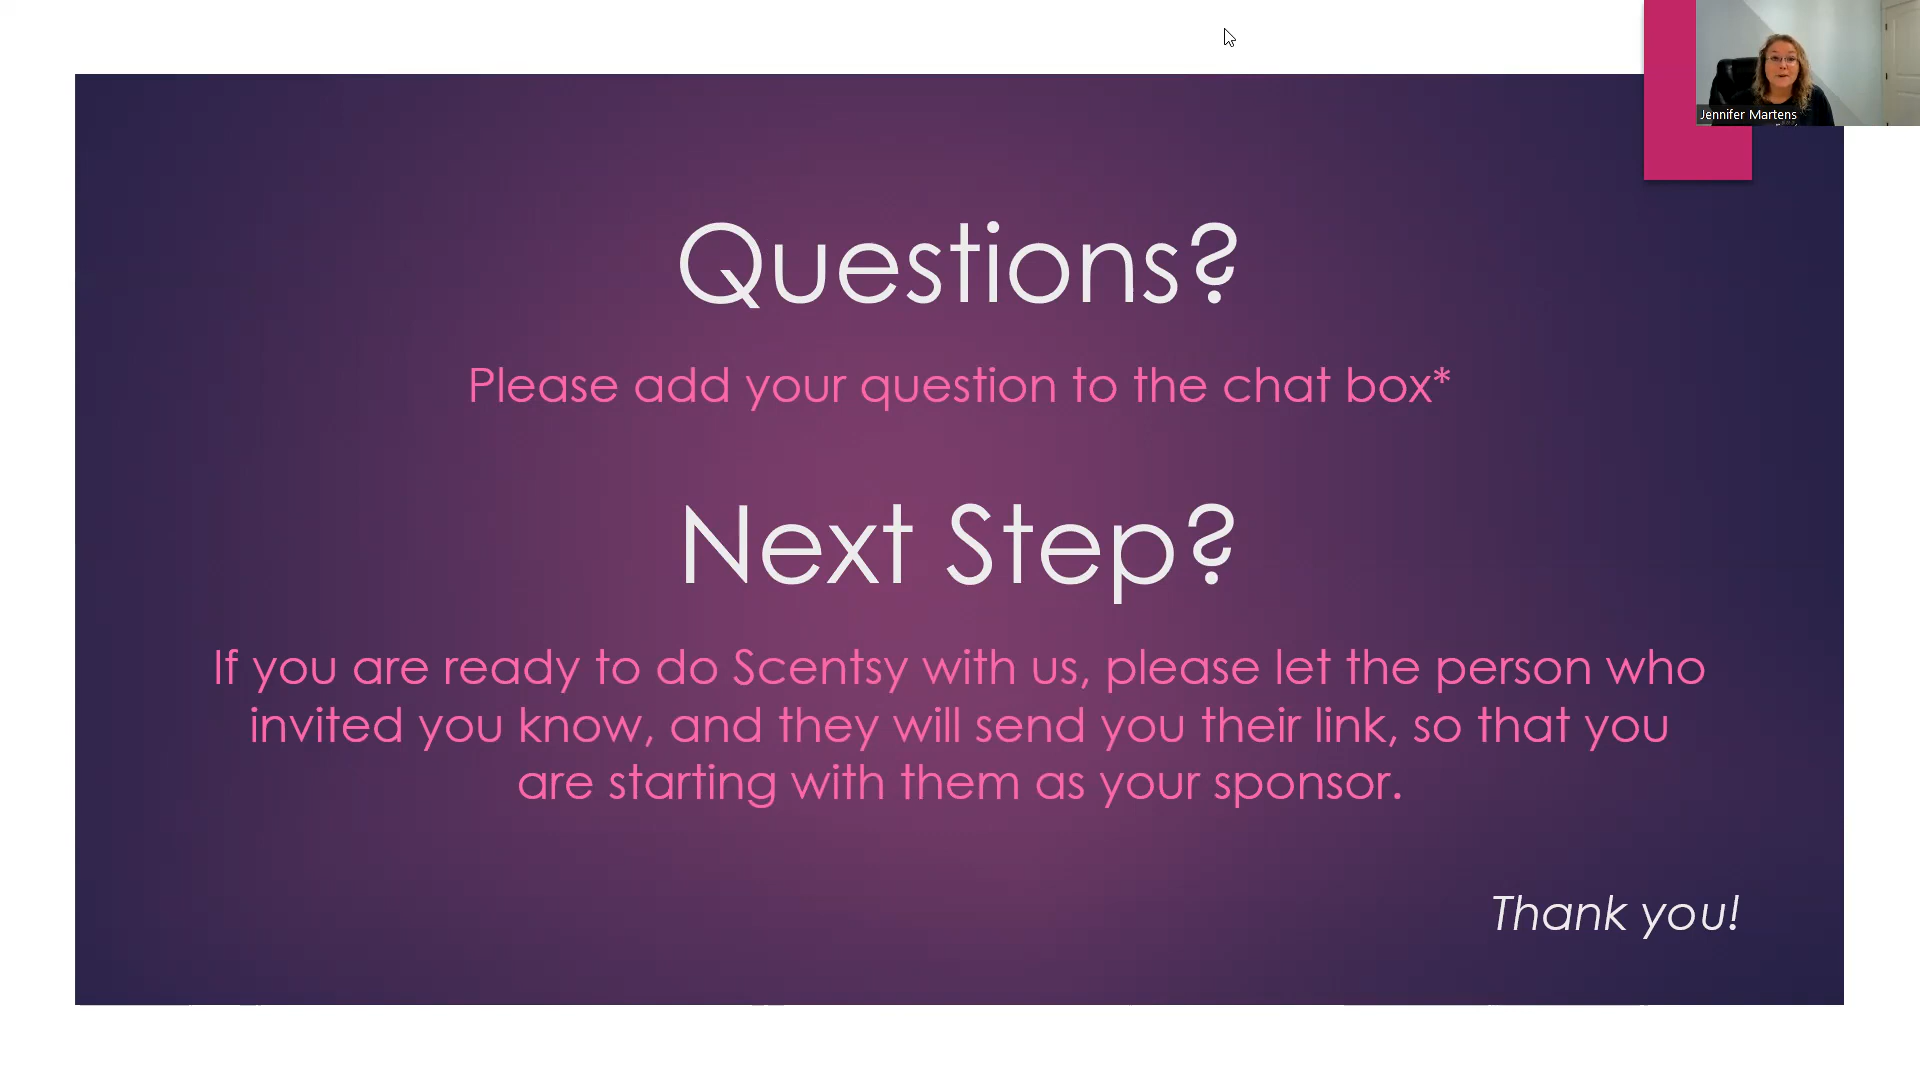 Jennifer Martens
Questions?
Please add your question to the chat box*
Next Step?
If you are ready to do Scentsy with us, please let the person who
invited you know, and they will send you their link, so that you
are starting with them as your sponsor.
Thank you!